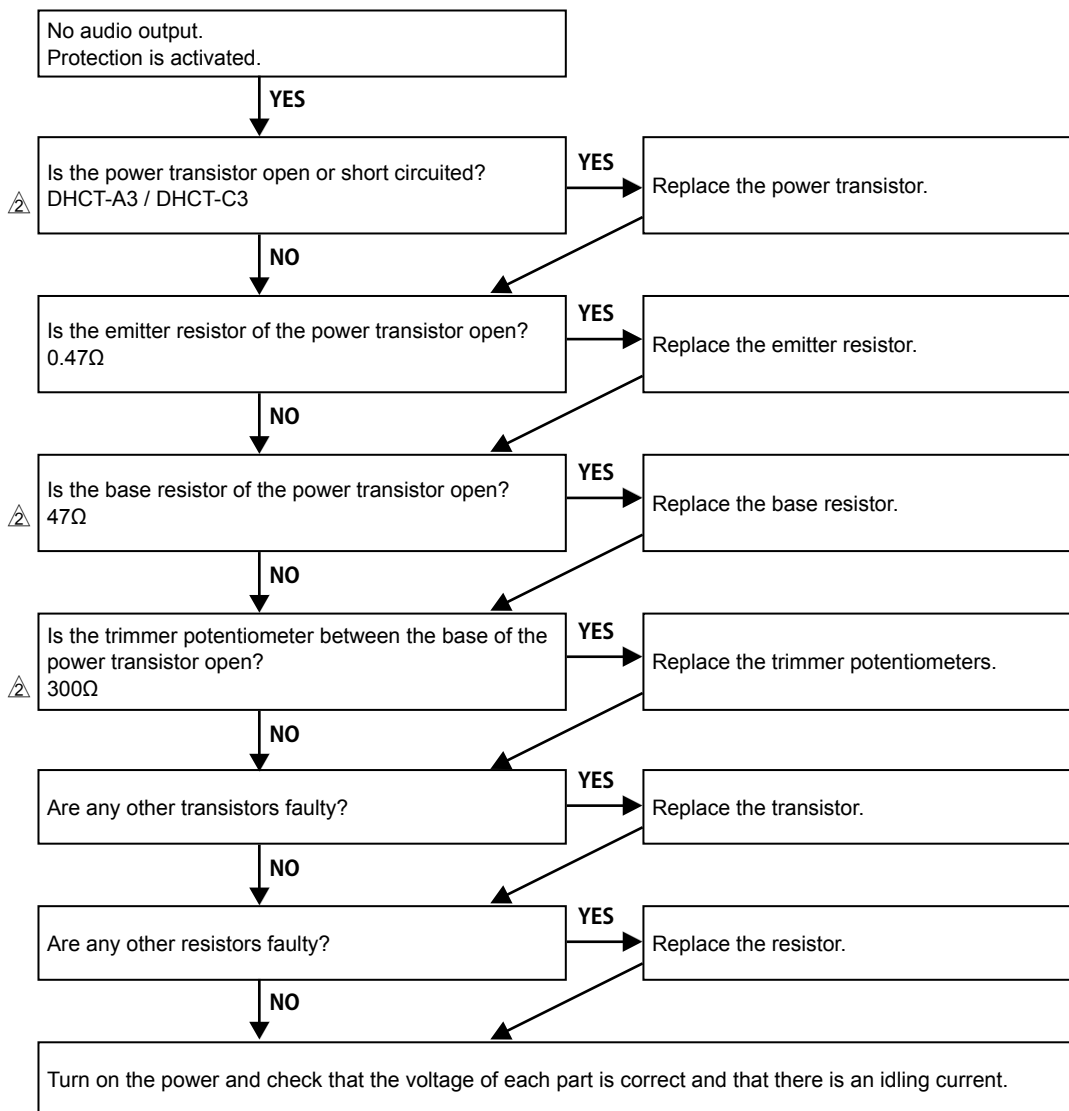 No audio output.
Protection is activated.
YES
2
Is the power transistor open or short circuited?
DHCT-A3 / DHCT-C3
YES
Replace the power transistor.
NO
Is the emitter resistor of the power transistor open?
0.47Ω
YES
Replace the emitter resistor.
NO
2
Is the base resistor of the power transistor open?
47Ω
YES
Replace the base resistor.
NO
2
Is the trimmer potentiometer between the base of the
power transistor open?
300Ω
YES
Replace the trimmer potentiometers.
NO
Are any other transistors faulty?
YES
Replace the transistor.
NO
Are any other resistors faulty?
YES
Replace the resistor.
NO
Turn on the power and check that the voltage of each part is correct and that there is an idling current.